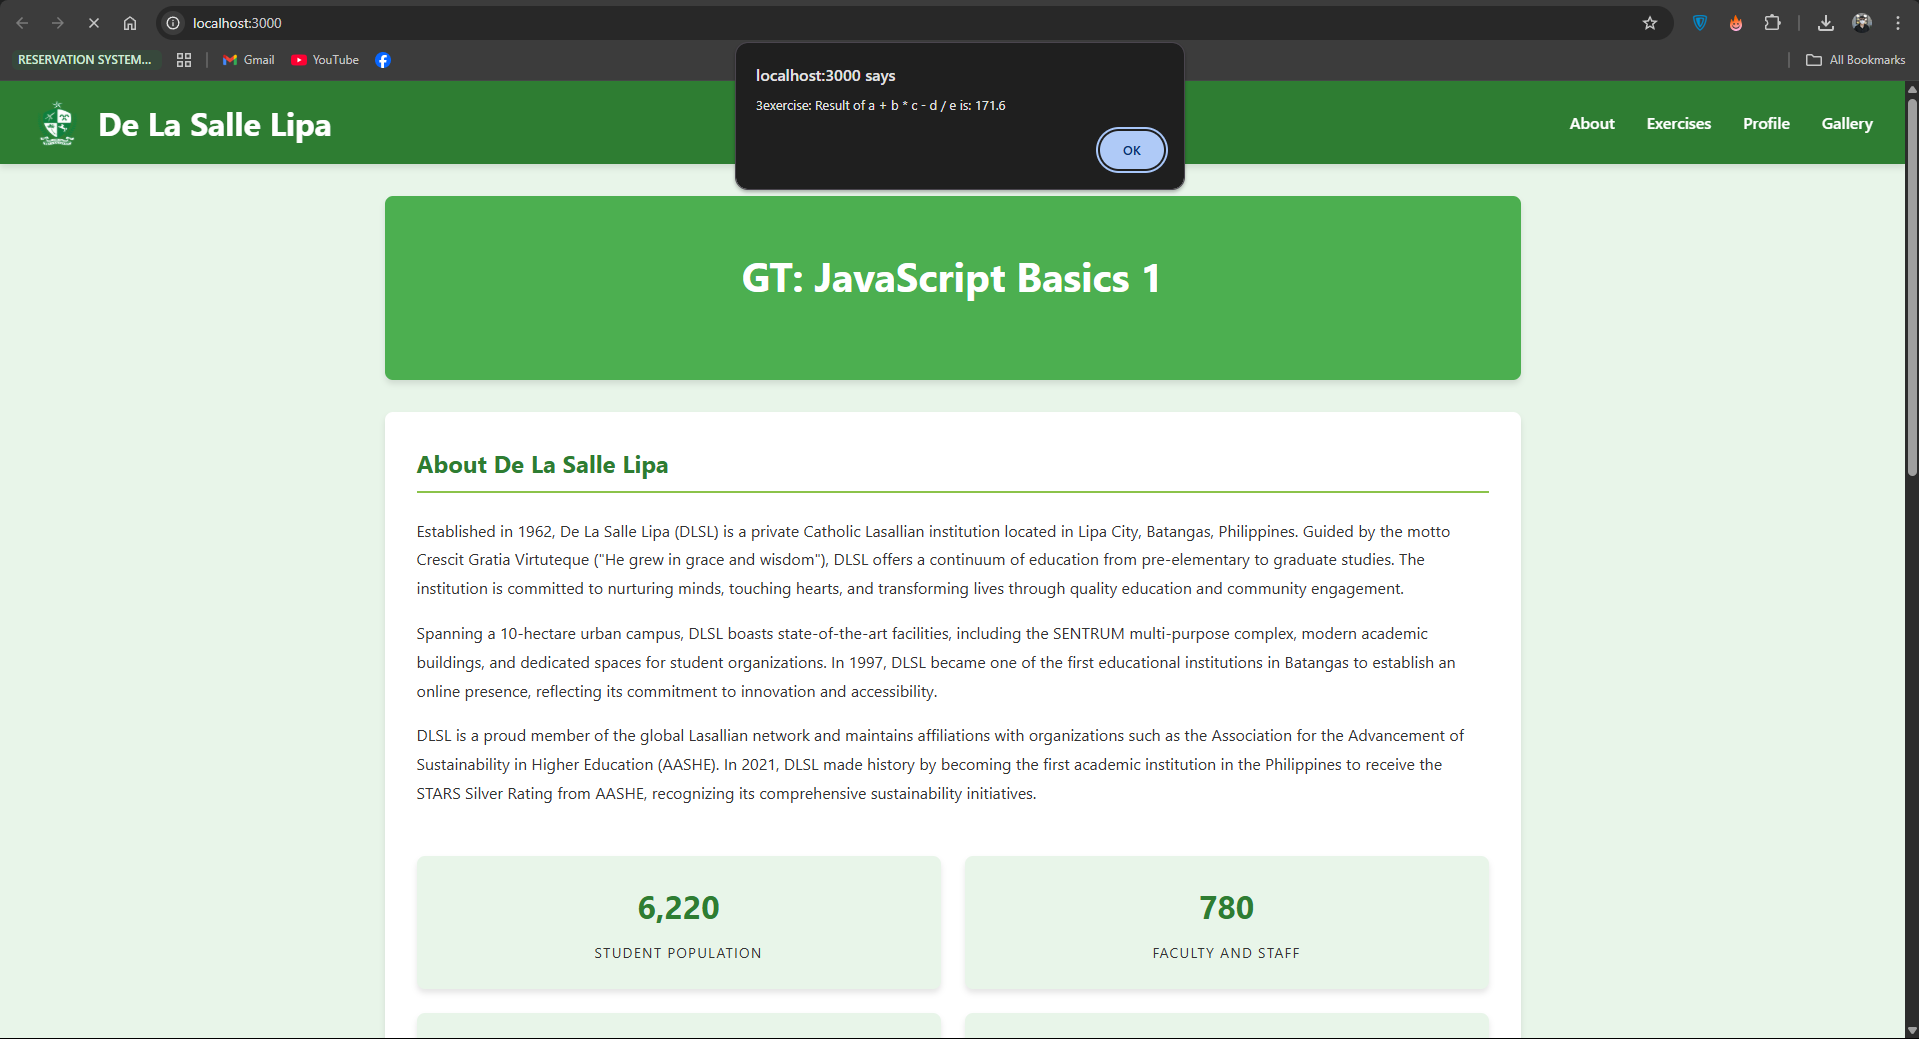 localhost:3000
RESERVATION SYSTEM...
Gmail
YouTube
All Bookmarks
localhost:3000 says
3exercise: Result of a + b * c - d / e is: 171.6
OK
De La Salle Lipa
About
Exercises
Profile
Gallery
GT: JavaScript Basics 1
About De La Salle Lipa
Established in 1962, De La Salle Lipa (DLSL) is a private Catholic Lasallian institution located in Lipa City, Batangas, Philippines. Guided by the motto
Crescit Gratia Virtuteque ("He grew in grace and wisdom"), DLSL offers a continuum of education from pre-elementary to graduate studies. The
institution is committed to nurturing minds, touching hearts, and transforming lives through quality education and community engagement.
Spanning a 10-hectare urban campus, DLSL boasts state-of-the-art facilities, including the SENTRUM multi-purpose complex, modern academic
buildings, and dedicated spaces for student organizations. In 1997, DLSL became one of the first educational institutions in Batangas to establish an
online presence, reflecting its commitment to innovation and accessibility.
DLSL is a proud member of the global Lasallian network and maintains affiliations with organizations such as the Association for the Advancement of
Sustainability in Higher Education (AASHE). In 2021, DLSL made history by becoming the first academic institution in the Philippines to receive the
STARS Silver Rating from AASHE, recognizing its comprehensive sustainability initiatives.
6,220
STUDENT POPULATION
780
FACULTY AND STAFF